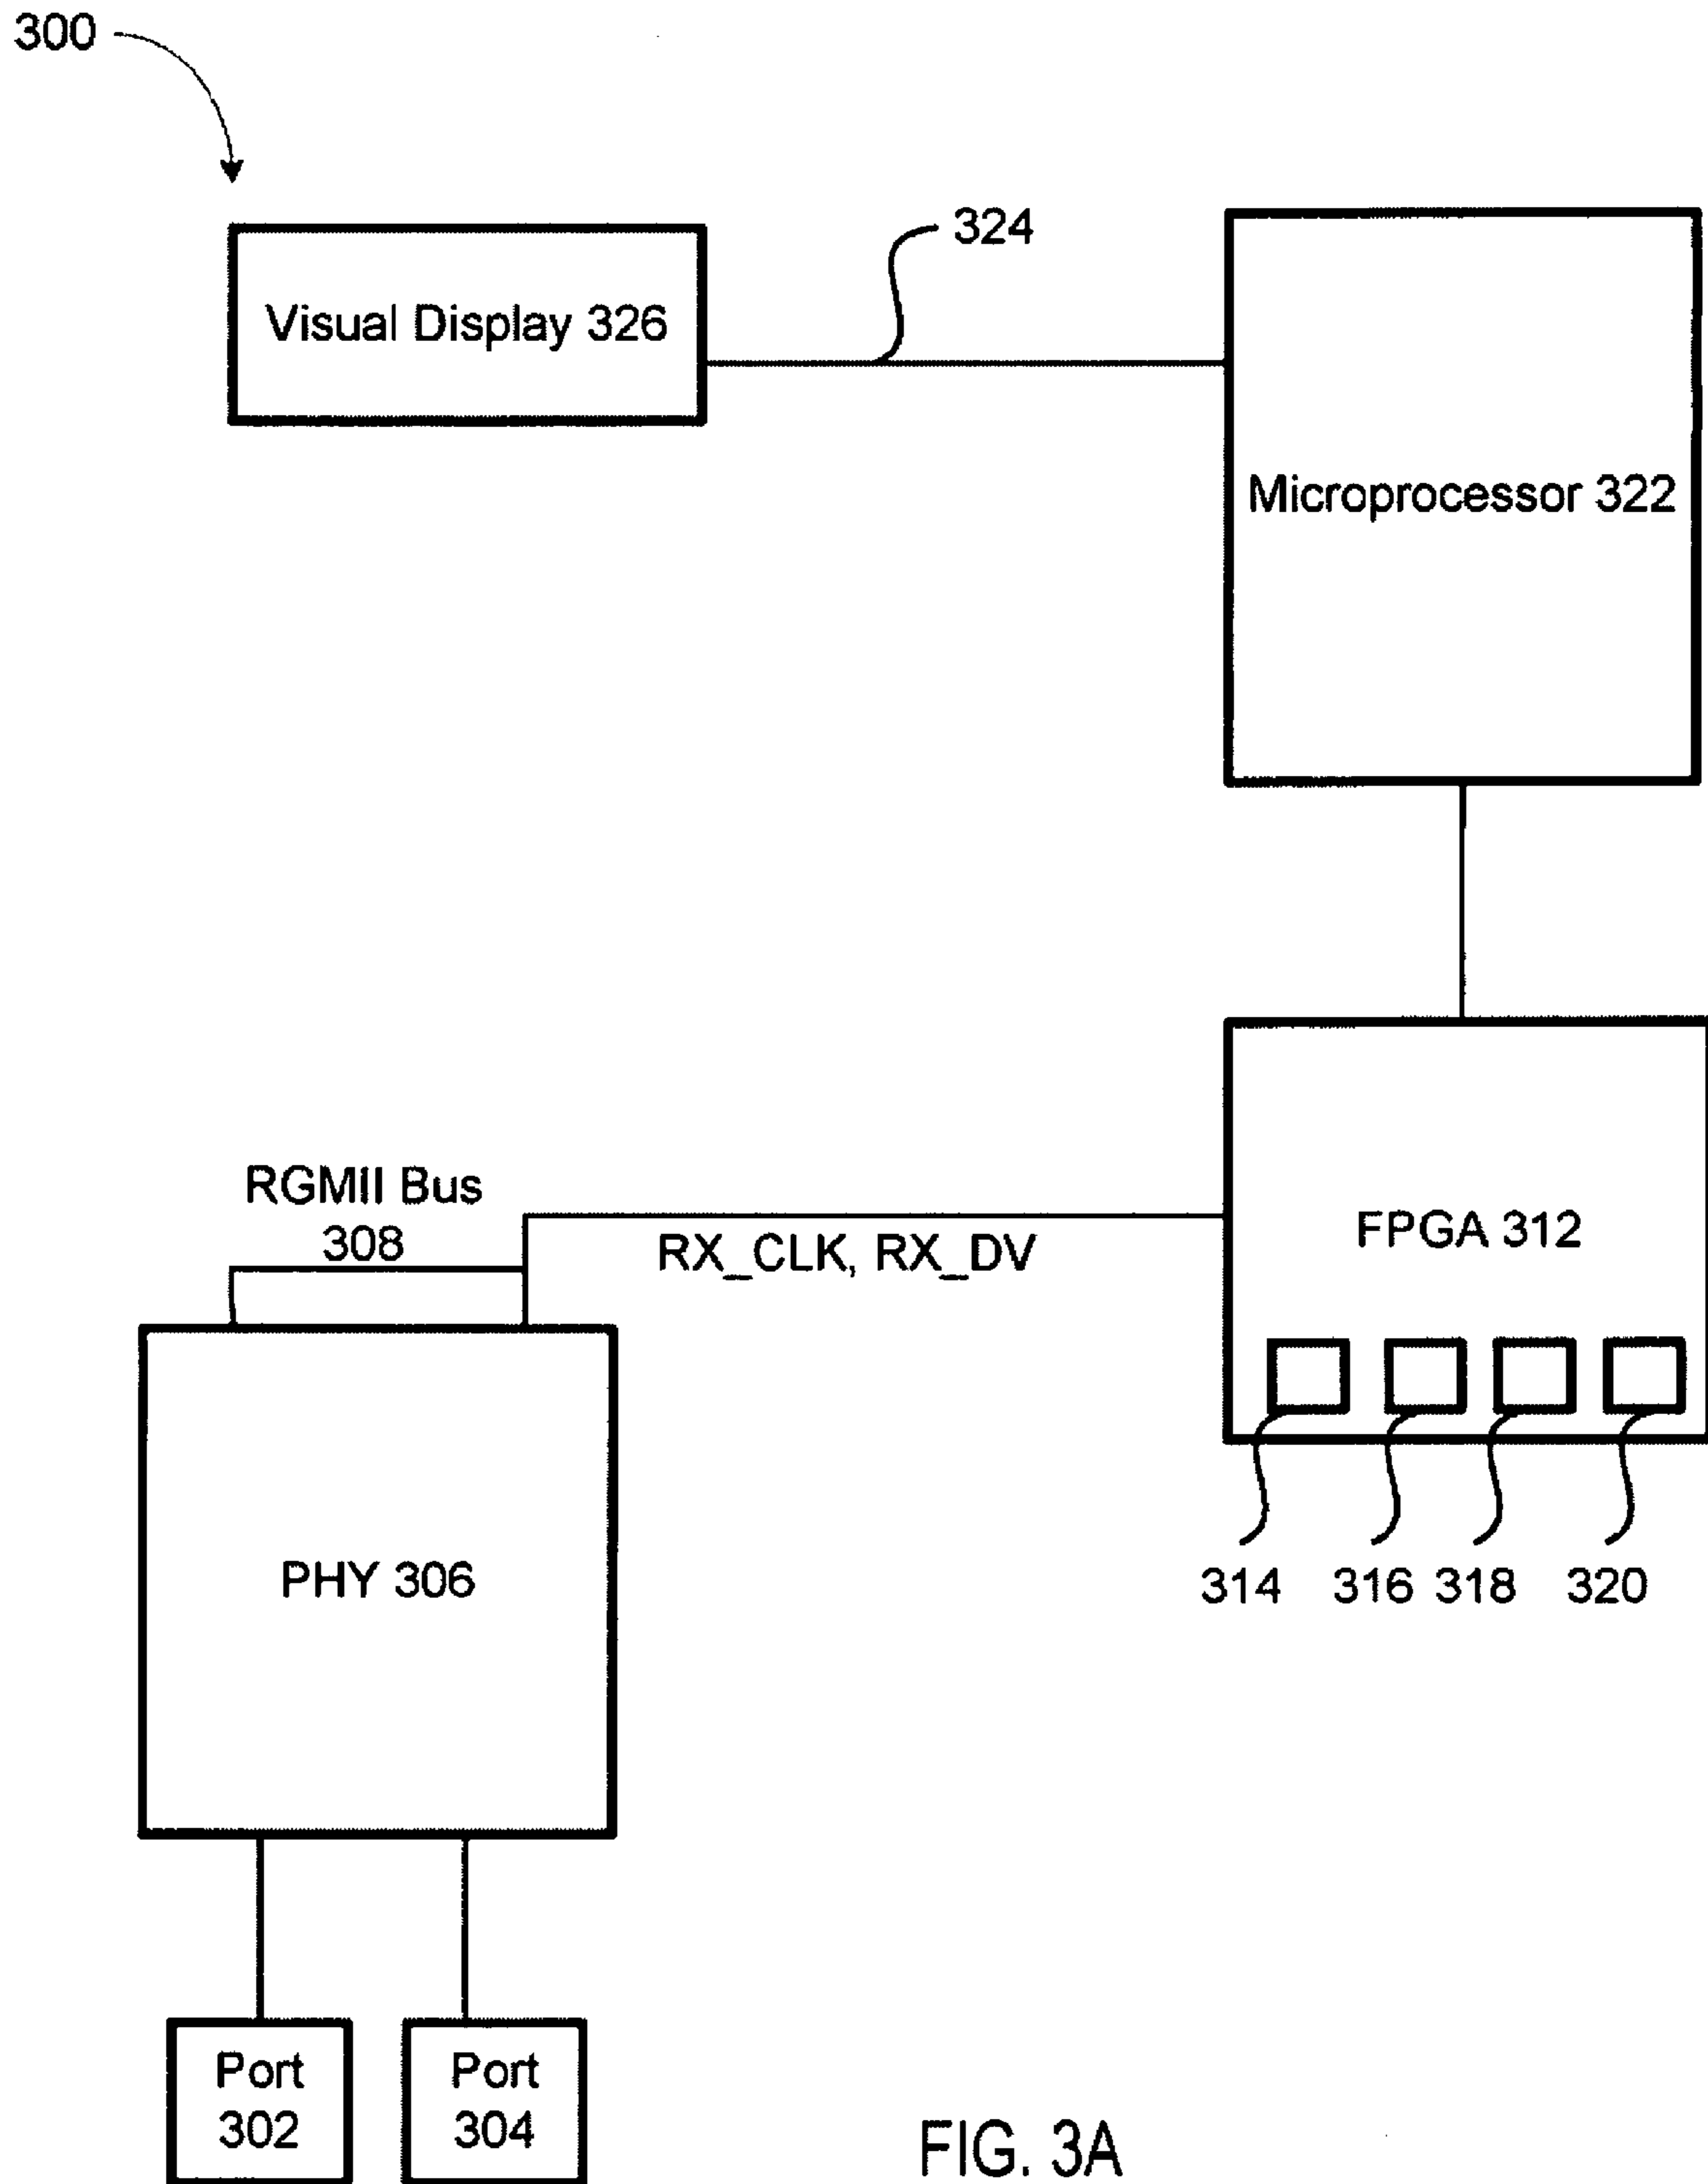 300
324
Visual Display 326
Microprocessor 322
RGMII Bus
308
RX_CLK, RX_DV
FPGA 312
314
316
318
320
PHY 306
Port
302
Port
304
FIG. 3A